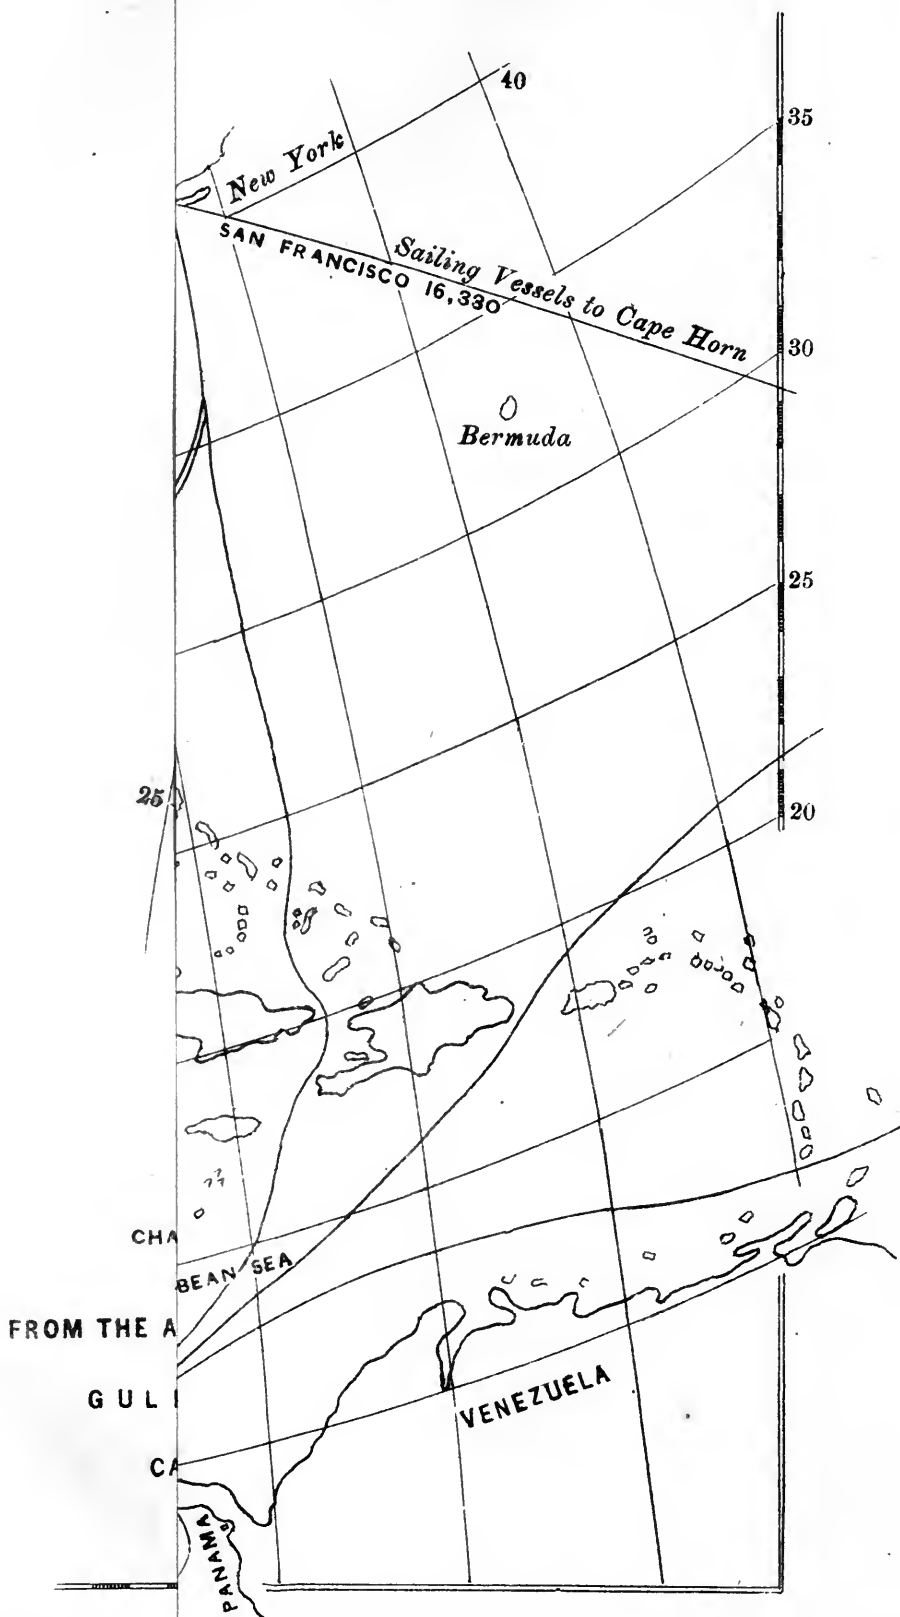 40
35
New York
SAN FRANCISCO 16,330
Sailing Vessels to Cape Horn
30
Bermuda
25
25
20
CHA
BEAN SEA
FROM THE A
GUL
VENEZUELA
CA
PANAMA